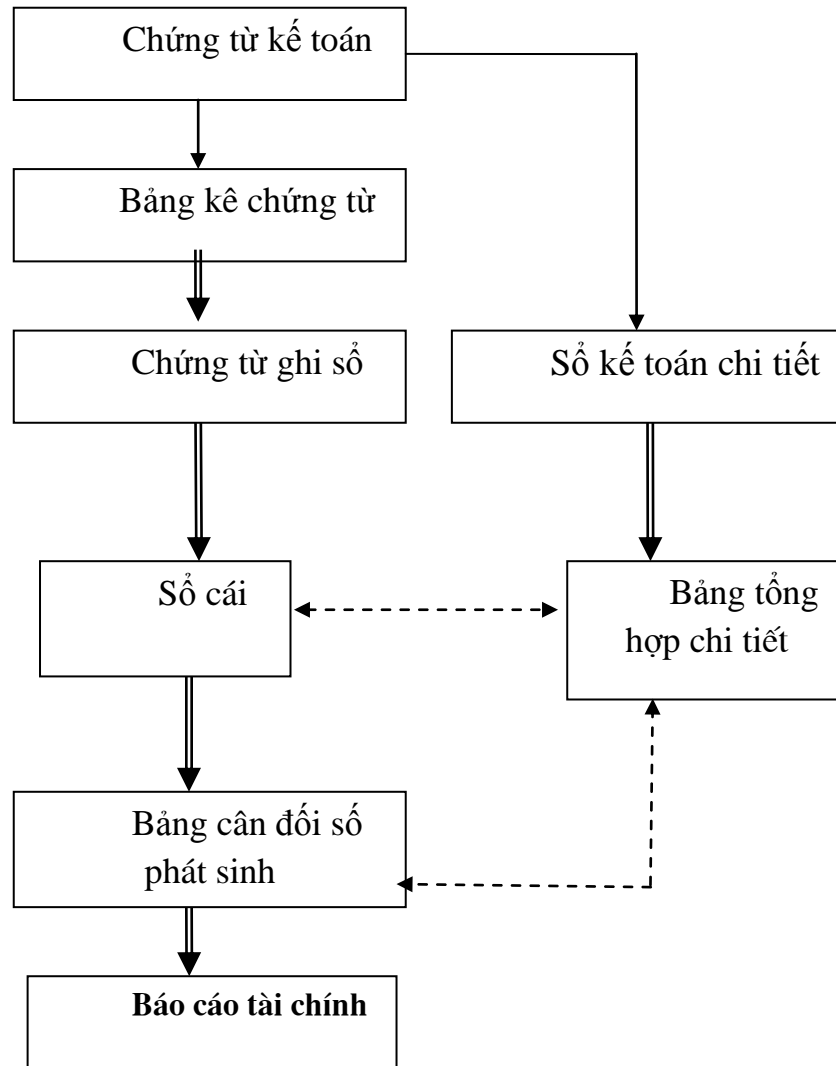 Chứng từ kế toán
Bảng kê chứng từ
Chứng từ ghi sổ
Sổ kế toán chi tiết
Sổ cái
Bảng tổng
hợp chi tiết
Bảng cân đối số
phát sinh
Báo cáo tài chính